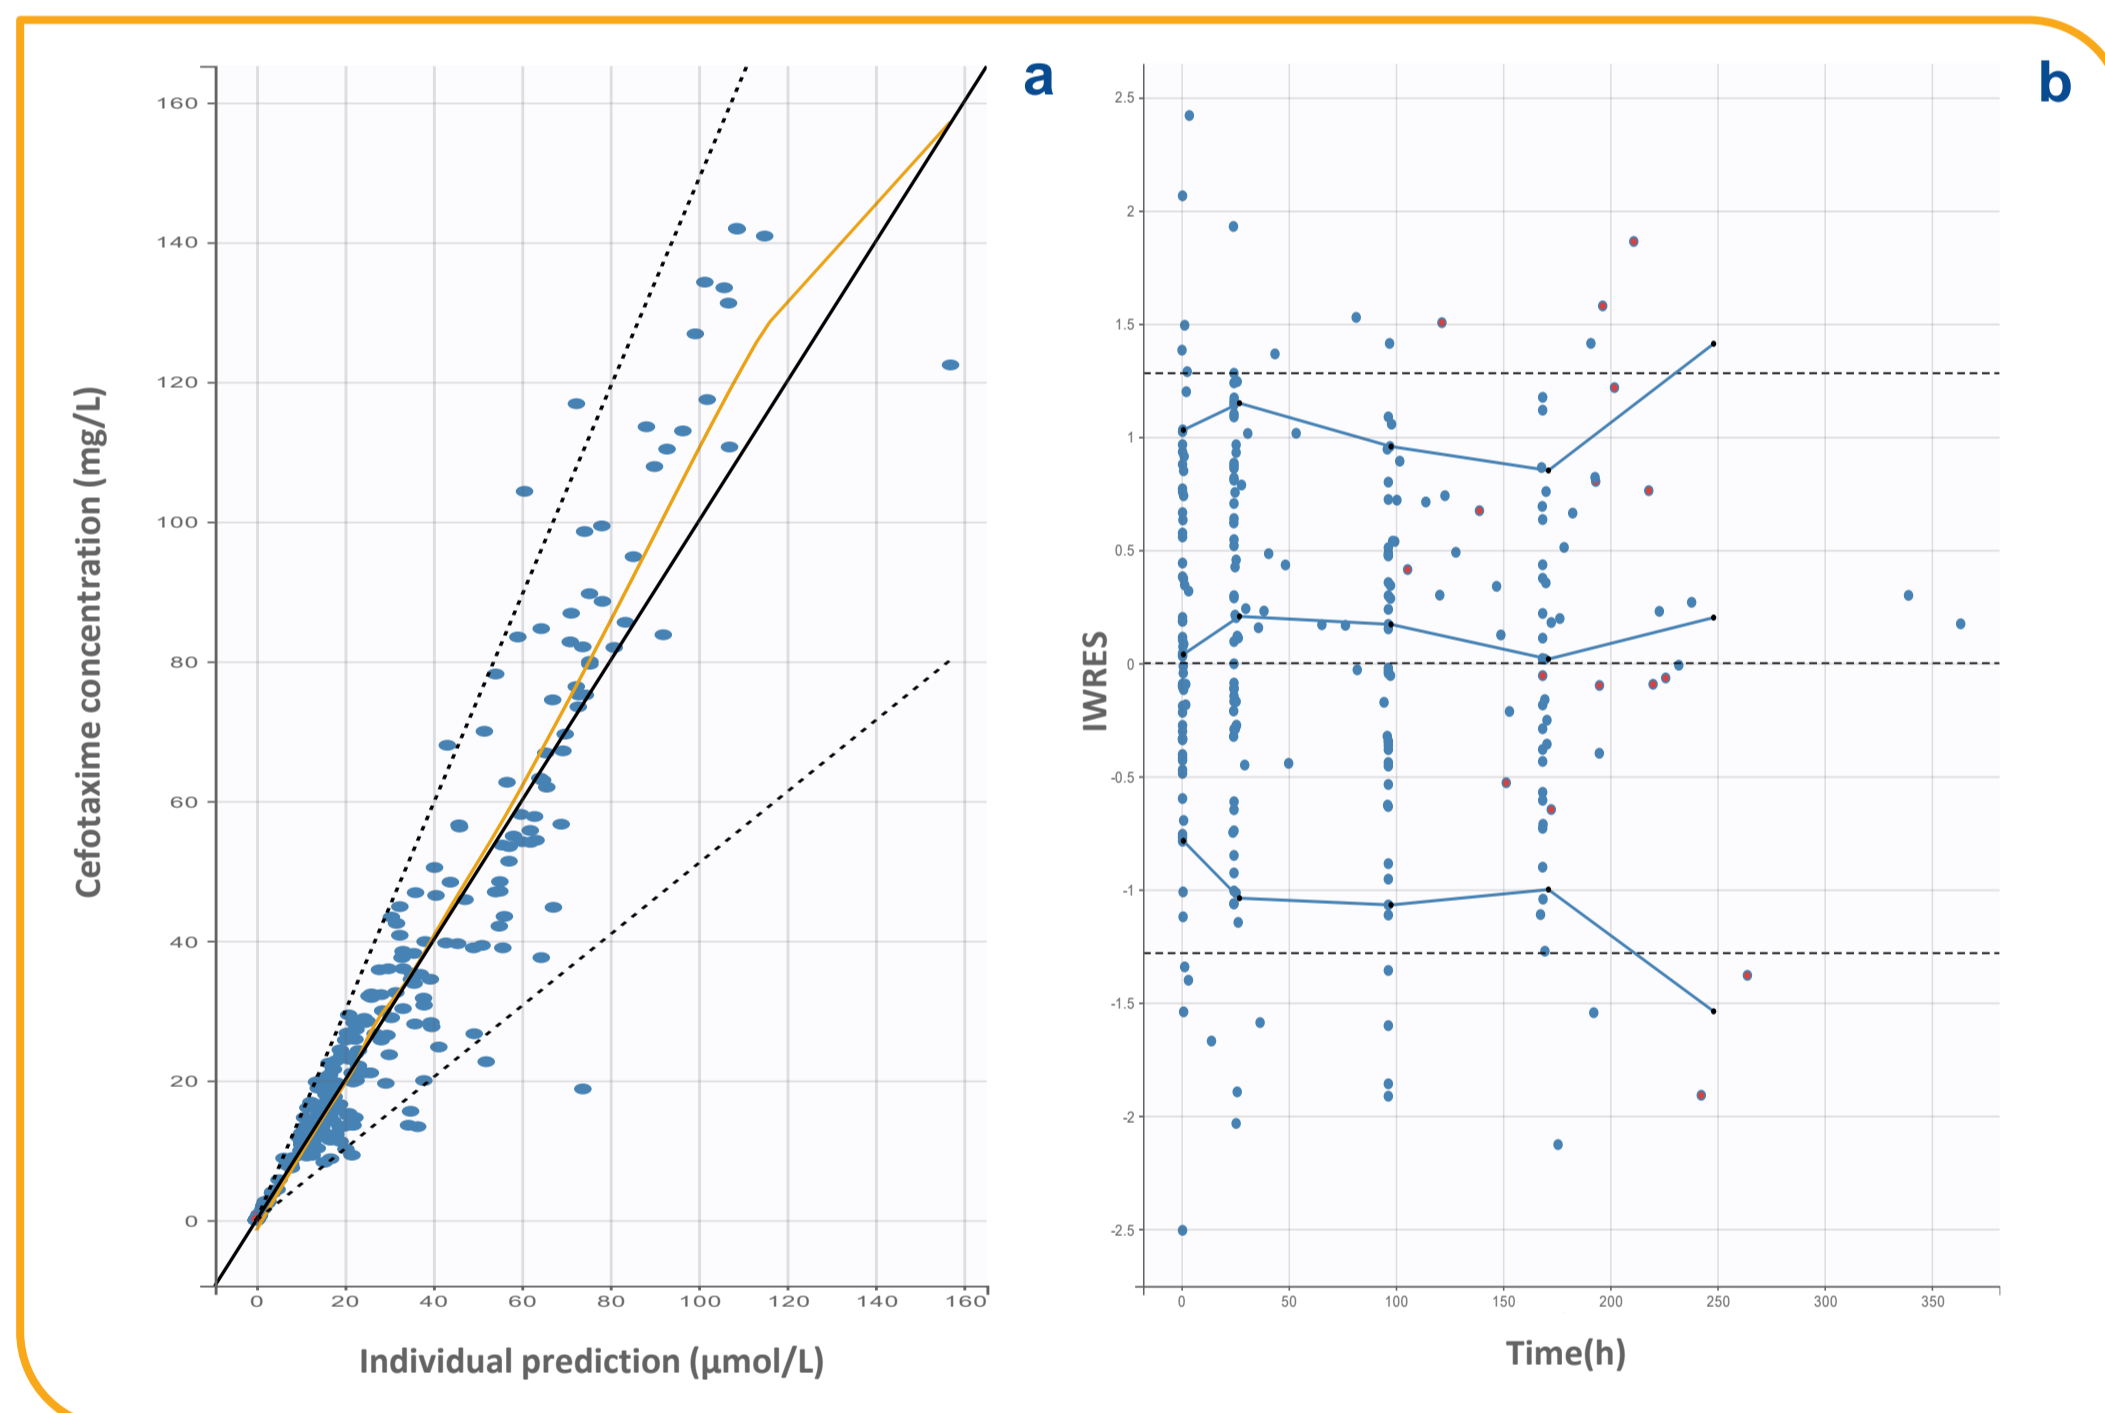 a
160
140
120
100
80
60
40
20
0
Cefotaxime concentration (mg/L)
0 20 40 60 80 100 120 140 160
Individual prediction (µmol/L)
b
2.5
2
1.5
1
0.5
0
-0.5
-1
-1.5
-2
-2.5
IWRES
0 50 100 150 200 250 300 350
Time(h)